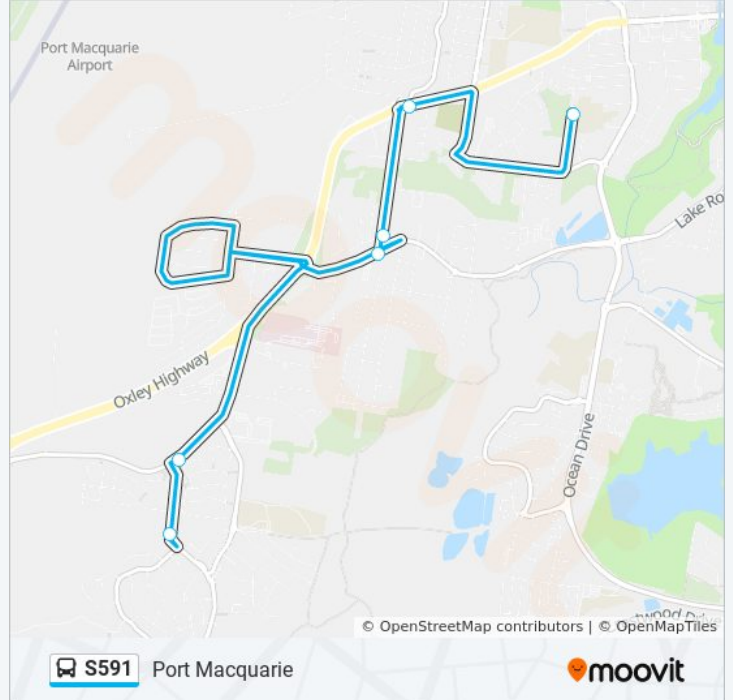 Port Macquarie
Airport
Lake Ro
Oxley Highway
Ocean Drive
© OpenStreetMap contributors | © OpenMapTiles
S591 Port Macquarie
moovit